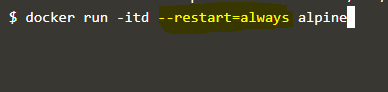 $ docker run -itd --restart=always alpine